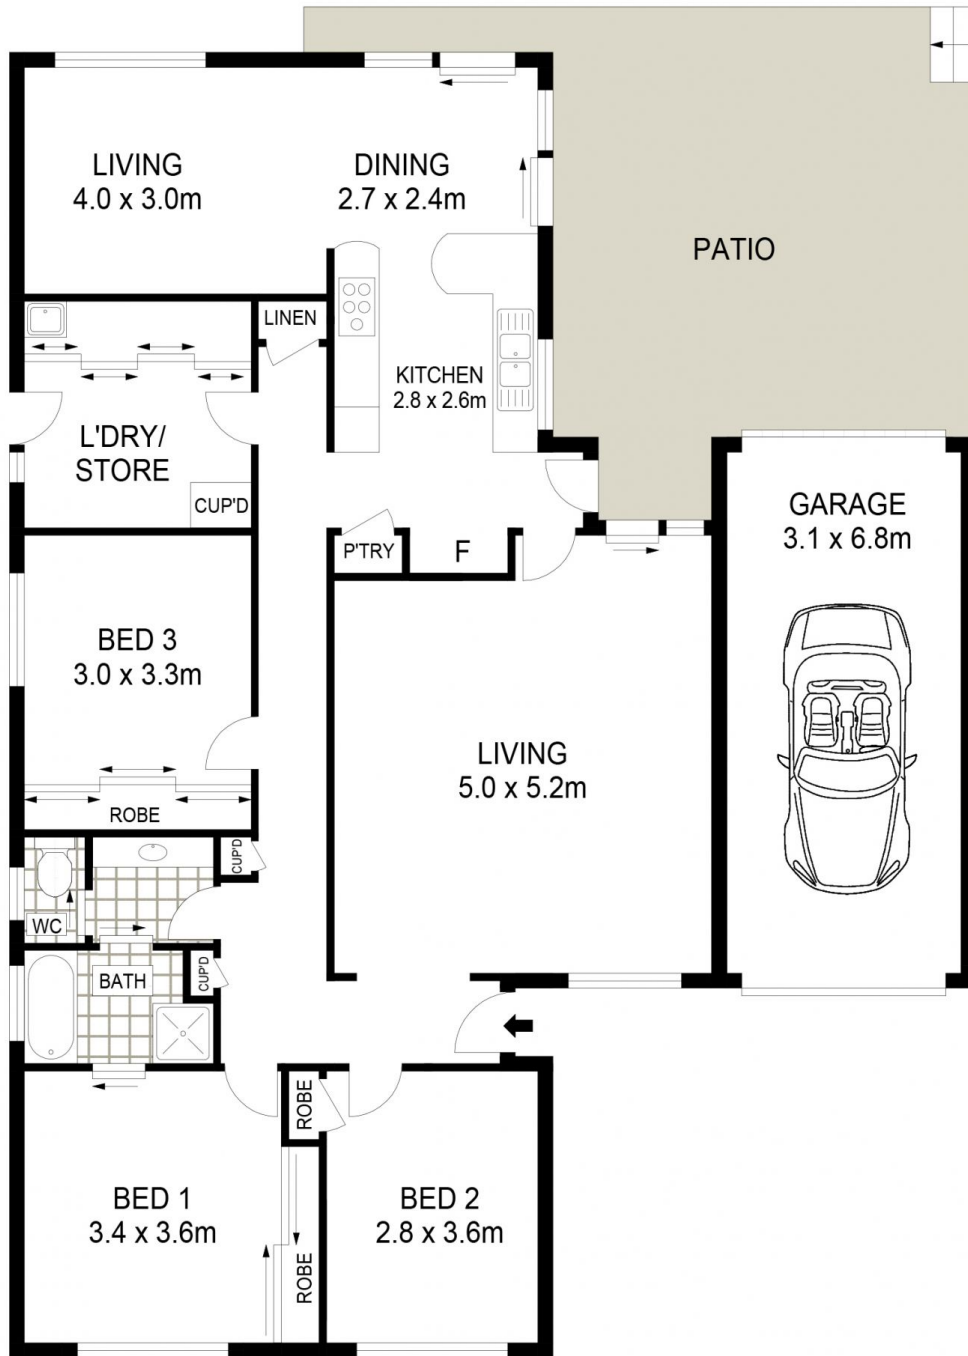 LIVING
4.0 x 3.0m
DINING
2.7 x 2.4m
PATIO
LINEN
KITCHEN
2.8 x 2.6m
L'DRY/
STORE
CUP'D
P'TRY
F
GARAGE
3.1 x 6.8m
BED 3
3.0 x 3.3m
ROBE
LIVING
5.0 x 5.2m
CUP'D
WC
BATH
CUP'D
ROBE
BED 1
3.4 x 3.6m
ROBE
BED 2
2.8 x 3.6m